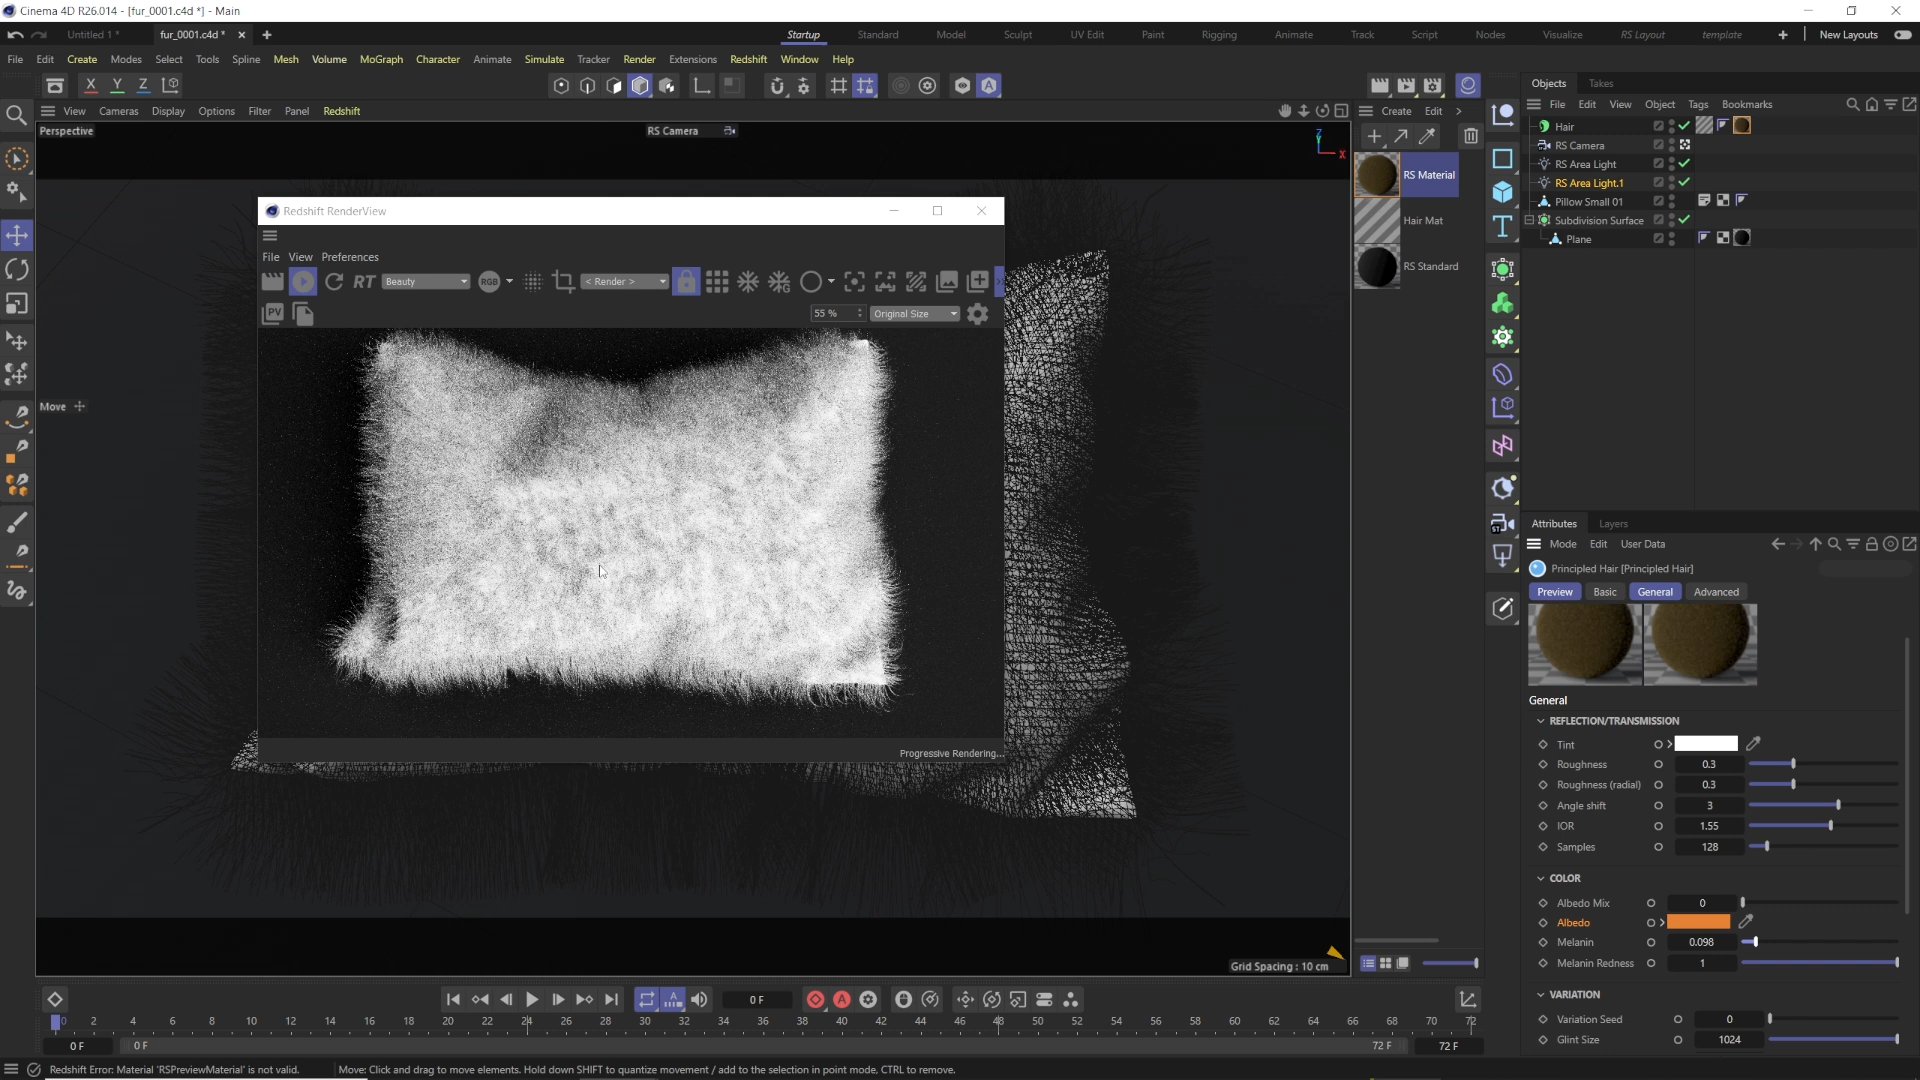 Cinema 4D R26.014 - [fur_0001.c4d *] - Main
Untitled 1 *
fur_0001.c4d *
Startup
Standard
Model
Sculpt
UV Edit
Paint
Rigging
Animate
Track
Script
Nodes
Visualize
RS Layout
template
New Layouts
File Edit Create Modes Select Tools Spline Mesh Volume MoGraph Character Animate Simulate Tracker Render Extensions Redshift Window Help
X Y Z
Objects
Takes
View Cameras Display Options Filter Panel Redshift
Create Edit
File Edit View Object Tags Bookmarks
Perspective
RS Camera
Z
Y
X
Hair
RS Camera
RS Area Light
RS Area Light.1
Pillow Small 01
Subdivision Surface
Plane
RS Material
Hair Mat
RS Standard
Move
Redshift RenderView
File View Preferences
RT
Beauty
RGB
< Render >
PV
55 %
Original Size
Progressive Rendering...
Grid Spacing : 10 cm
Attributes
Layers
Mode Edit User Data
Principled Hair [Principled Hair]
Preview
Basic
General
Advanced
General
REFLECTION/TRANSMISSION
Tint
Roughness 0.3
Roughness (radial) 0.3
Angle shift 3
IOR 1.55
Samples 128
COLOR
Albedo Mix 0
Albedo
Melanin 0.098
Melanin Redness 1
VARIATION
Variation Seed 0
Glint Size 1024
0 F
0 2 4 6 8 10 12 14 16 18 20 22 24 26 28 30 32 34 36 38 40 42 44 46 48 50 52 54 56 58 60 62 64 66 68 70 72
0 F
0 F
72 F
72 F
Redshift Error: Material 'RSPreviewMaterial' is not valid.
Move: Click and drag to move elements. Hold down SHIFT to quantize movement / add to the selection in point mode, CTRL to remove.